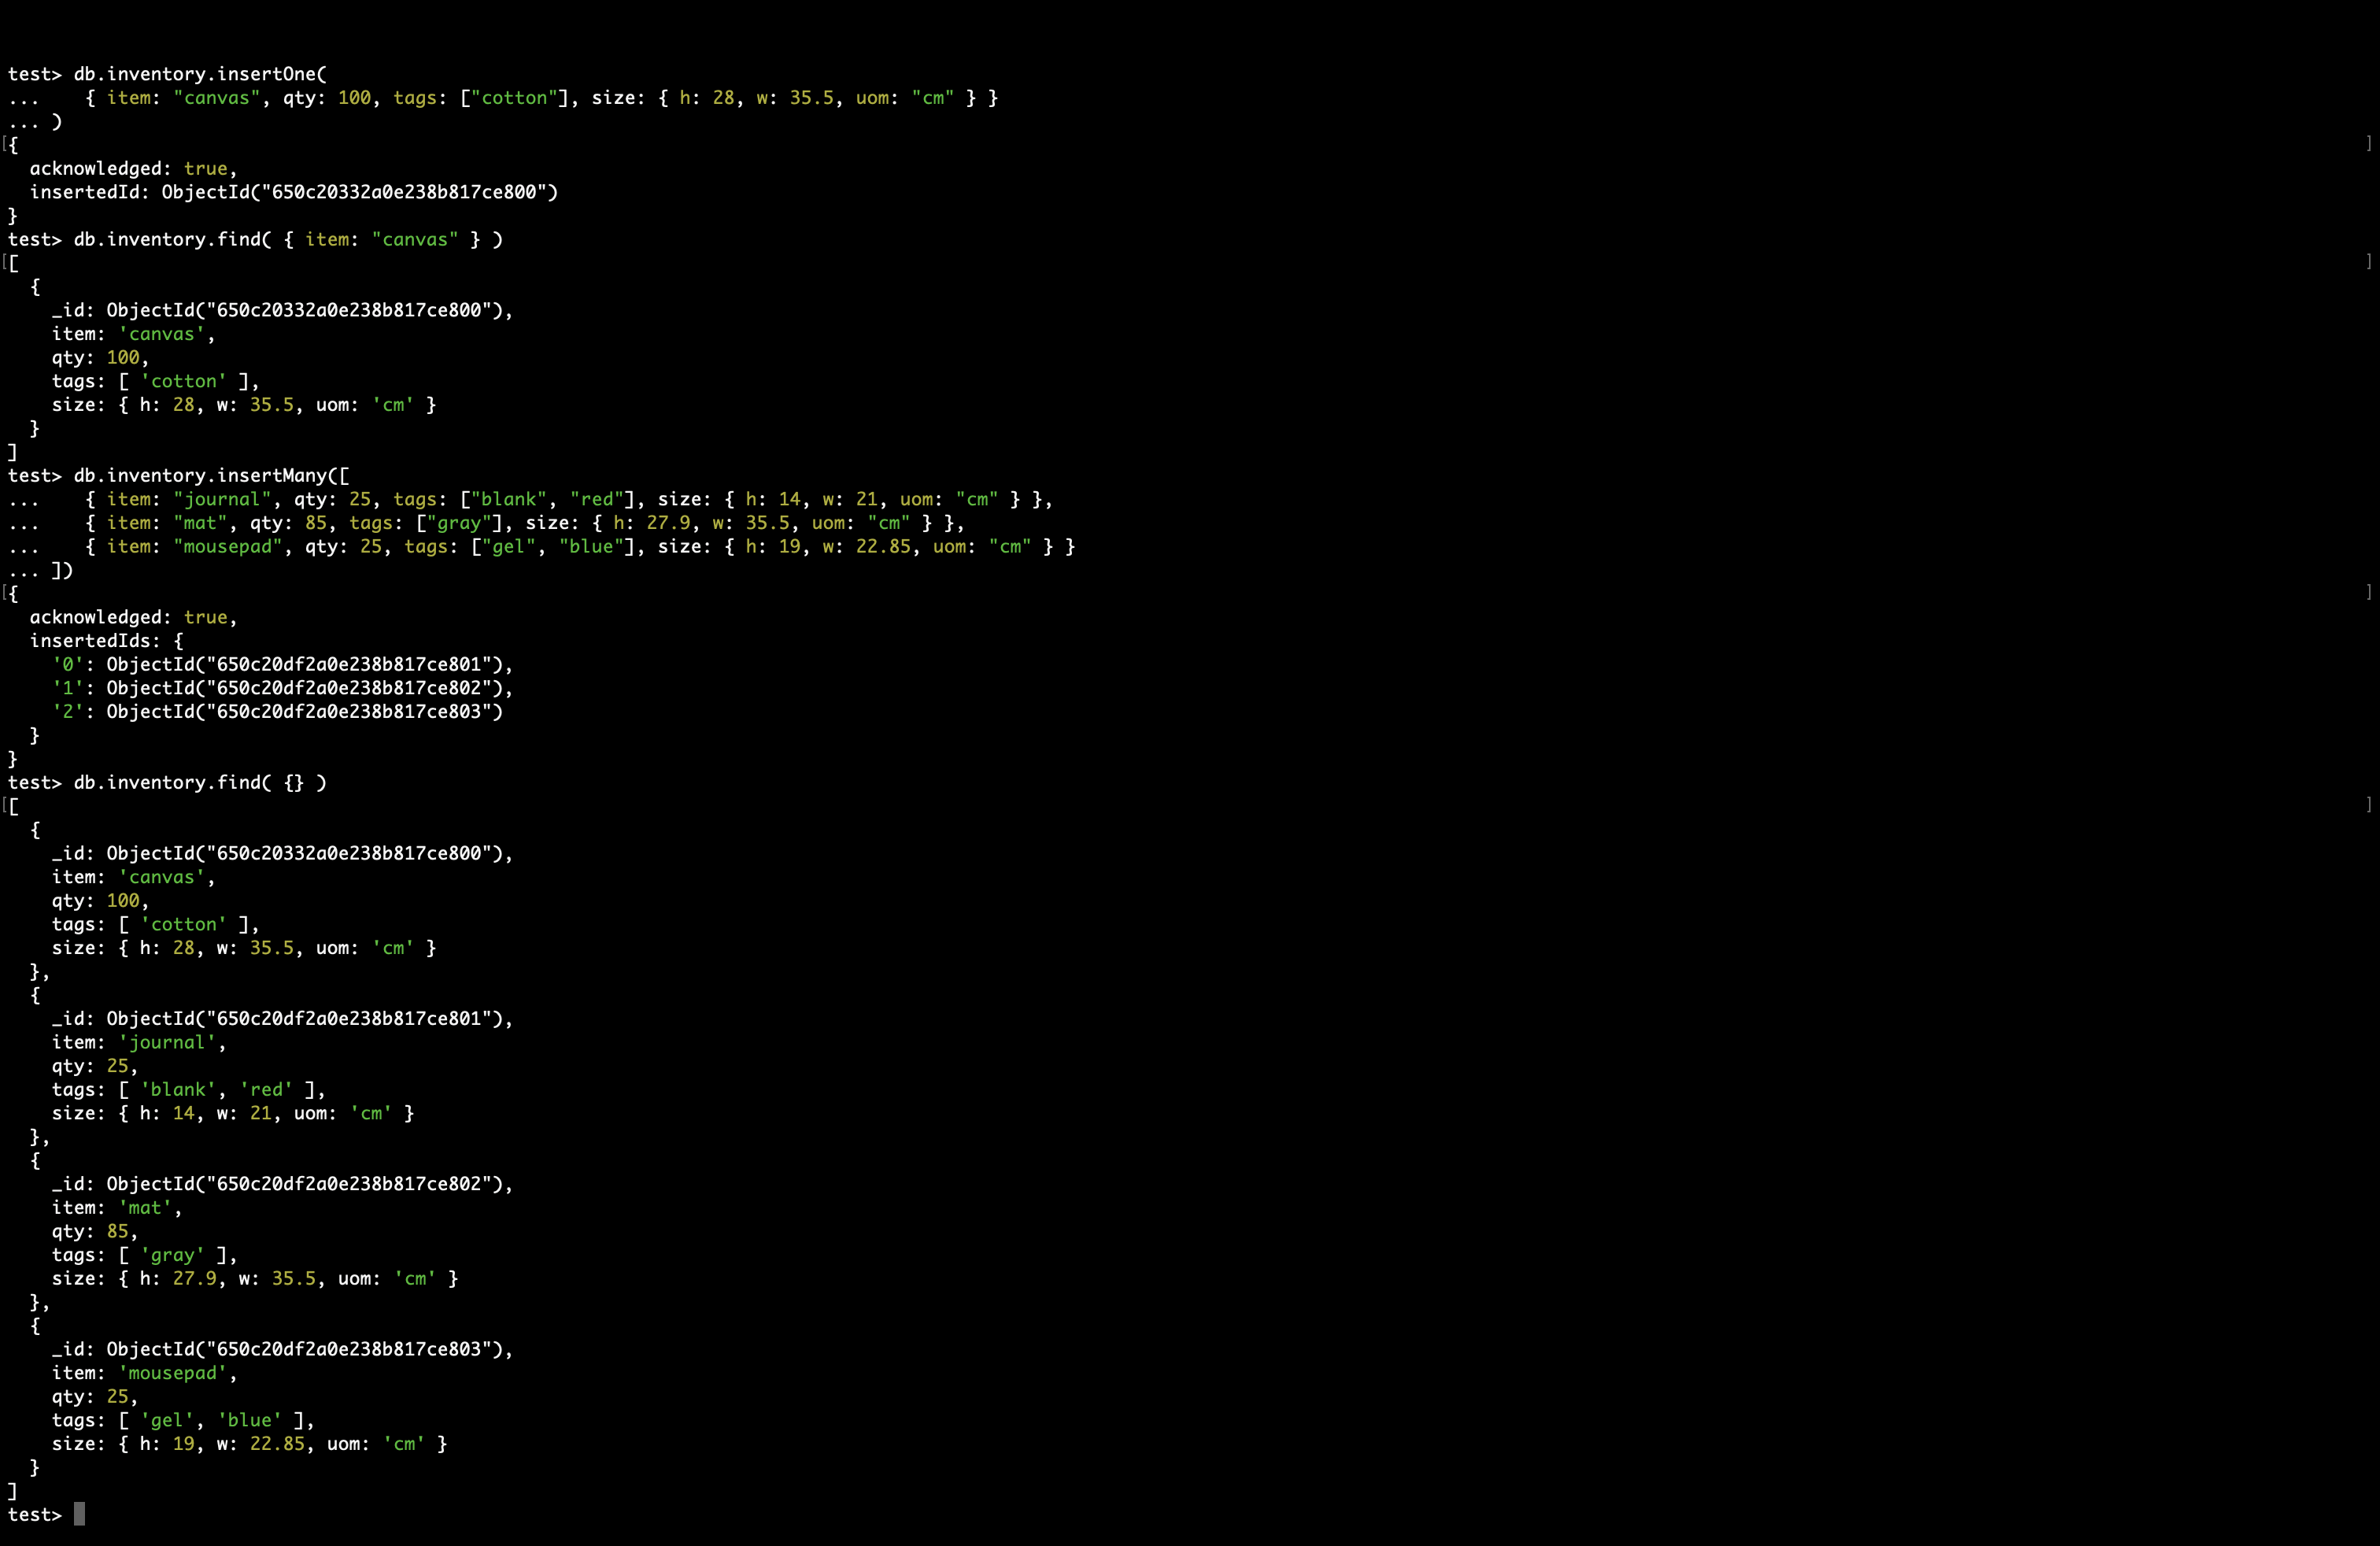 test> db.inventory.insertOne(
...    { item: "canvas", qty: 100, tags: ["cotton"], size: { h: 28, w: 35.5, uom: "cm" } }
... )
[{ ]
  acknowledged: true,
  insertedId: ObjectId("650c20332a0e238b817ce800")
}
test> db.inventory.find( { item: "canvas" } )
[[ ]
  {
    _id: ObjectId("650c20332a0e238b817ce800"),
    item: 'canvas',
    qty: 100,
    tags: [ 'cotton' ],
    size: { h: 28, w: 35.5, uom: 'cm' }
  }
]
test> db.inventory.insertMany([
...    { item: "journal", qty: 25, tags: ["blank", "red"], size: { h: 14, w: 21, uom: "cm" } },
...    { item: "mat", qty: 85, tags: ["gray"], size: { h: 27.9, w: 35.5, uom: "cm" } },
...    { item: "mousepad", qty: 25, tags: ["gel", "blue"], size: { h: 19, w: 22.85, uom: "cm" } }
... ])
[{ ]
  acknowledged: true,
  insertedIds: {
    '0': ObjectId("650c20df2a0e238b817ce801"),
    '1': ObjectId("650c20df2a0e238b817ce802"),
    '2': ObjectId("650c20df2a0e238b817ce803")
  }
}
test> db.inventory.find( {} )
[[ ]
  {
    _id: ObjectId("650c20332a0e238b817ce800"),
    item: 'canvas',
    qty: 100,
    tags: [ 'cotton' ],
    size: { h: 28, w: 35.5, uom: 'cm' }
  },
  {
    _id: ObjectId("650c20df2a0e238b817ce801"),
    item: 'journal',
    qty: 25,
    tags: [ 'blank', 'red' ],
    size: { h: 14, w: 21, uom: 'cm' }
  },
  {
    _id: ObjectId("650c20df2a0e238b817ce802"),
    item: 'mat',
    qty: 85,
    tags: [ 'gray' ],
    size: { h: 27.9, w: 35.5, uom: 'cm' }
  },
  {
    _id: ObjectId("650c20df2a0e238b817ce803"),
    item: 'mousepad',
    qty: 25,
    tags: [ 'gel', 'blue' ],
    size: { h: 19, w: 22.85, uom: 'cm' }
  }
]
test>